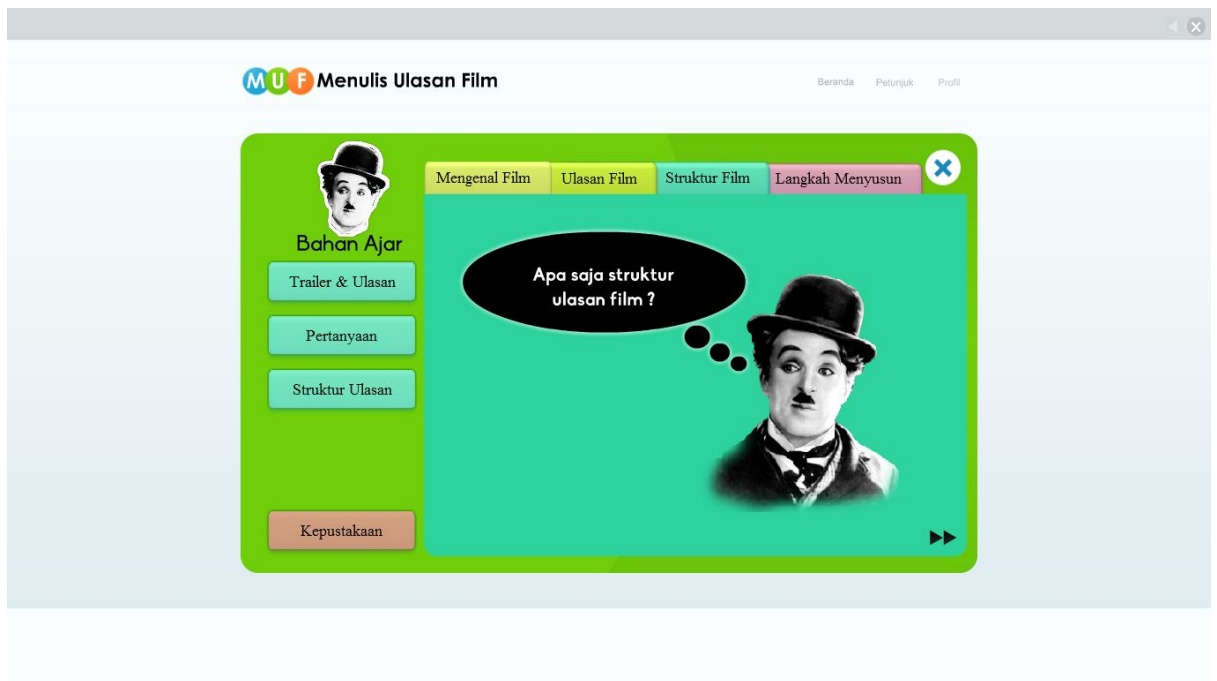 MUF Menulis Ulasan Film
Beranda Petunjuk Profil
Mengenal Film Ulasan Film Struktur Film Langkah Menyusun
Bahan Ajar
Trailer & Ulasan
Pertanyaan
Struktur Ulasan
Kepustakaan
Apa saja struktur
ulasan film ?